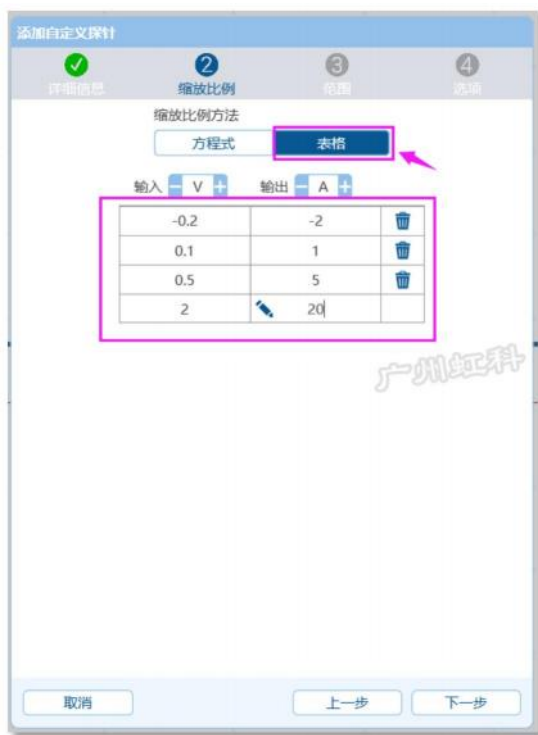 添加自定义探针
2 3 4
详细信息 缩放比例 范围 选项
缩放比例方法
方程式 表格
输入 - V + 输出 - A +
-0.2 -2
0.1 1
0.5 5
2 20
广州虹科
取消 上一步 下一步